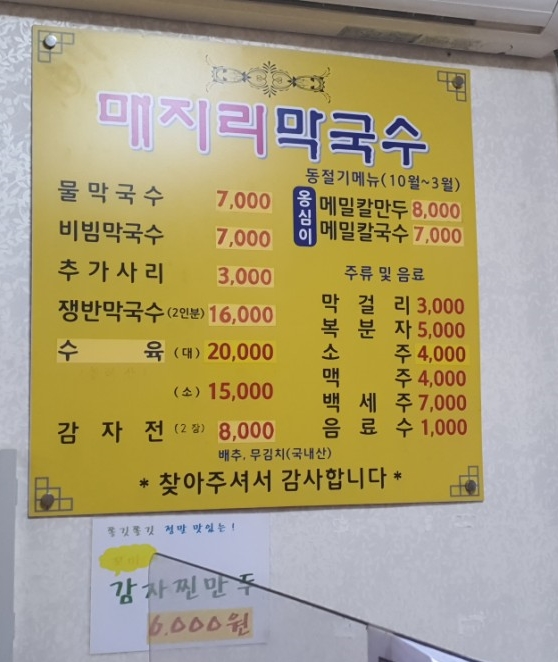 매지리막국수
동절기메뉴(10월~3월)
물막국수 7,000
비빔막국수 7,000
추가사리 3,000
쟁반막국수(2인분) 16,000
수육 (대) 20,000
(소) 15,000
감자전 (2장) 8,000
옹심이
메밀칼만두 8,000
메밀칼국수 7,000
주류 및 음료
막걸리 3,000
복분자 5,000
소주 4,000
맥주 4,000
백세주 7,000
음료수 1,000
배추, 무김치(국내산)
*찾아주셔서 감사합니다*
쫄깃쫄깃 정말 맛있는!
감자찐만두
6.000원